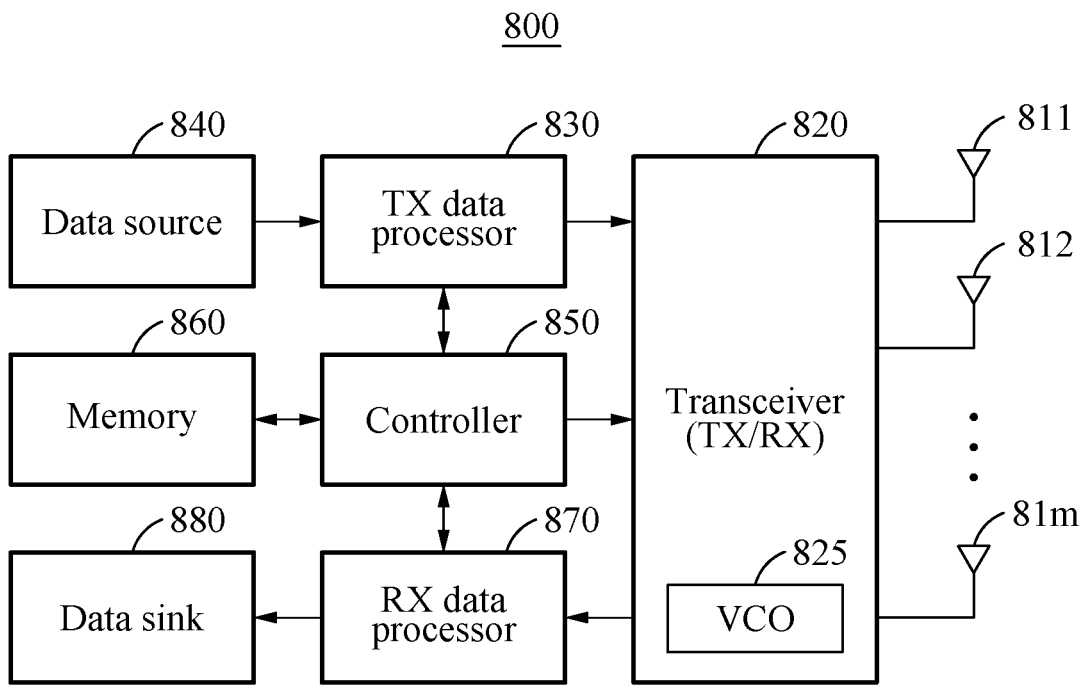 800
840
830
820
811
Data source
TX data
processor
812
860
850
Memory
Controller
Transceiver
(TX/RX)
880
870
81m
825
Data sink
RX data
processor
VCO